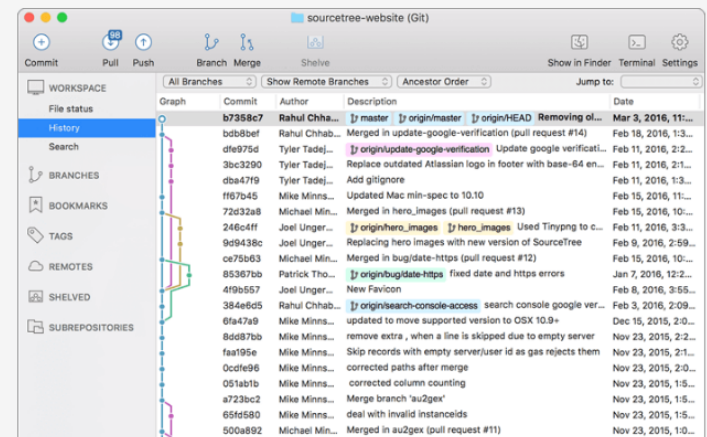 sourcetree-website (Git)
98
Commit Pull Push Branch Merge Shelve Show in Finder Terminal Settings
All Branches Show Remote Branches Ancestor Order Jump to:
WORKSPACE
File status
History
Search
BRANCHES
BOOKMARKS
TAGS
REMOTES
SHELVED
SUBREPOSITORIES
Graph Commit Author Description Date
b7358c7 Rahul Chha... master origin/master origin/HEAD Removing ol... Mar 3, 2016, 11:...
bdb8bef Rahul Chhab... Merged in update-google-verification (pull request #14) Feb 18, 2016, 1:3...
dfe975d Tyler Tadej... origin/update-google-verification Update google verificati... Feb 11, 2016, 2:2...
3bc3290 Tyler Tadej... Replace outdated Atlassian logo in footer with base-64 en... Feb 11, 2016, 2:1...
dba47f9 Tyler Tadej... Add gitignore Feb 11, 2016, 1:3...
ff67b45 Mike Minns... Updated Mac min-spec to 10.10 Feb 15, 2016, 11:...
72d32a8 Michael Min... Merged in hero_images (pull request #13) Feb 15, 2016, 10:...
246c4ff Joel Unger... origin/hero_images hero_images Used Tinypng to c... Feb 11, 2016, 3:3...
9d9438c Joel Unger... Replacing hero images with new version of SourceTree Feb 9, 2016, 2:59...
ce75b63 Michael Min... Merged in bug/date-https (pull request #12) Feb 15, 2016, 10:...
85367bb Patrick Tho... origin/bug/date-https fixed date and https errors Jan 7, 2016, 12:2...
4f9b557 Joel Unger... New Favicon Feb 8, 2016, 3:55...
384e6d5 Rahul Chhab... origin/search-console-access search console google ver... Feb 3, 2016, 2:09...
6fa47a9 Mike Minns... updated to move supported version to OSX 10.9+ Dec 15, 2015, 2:0...
8dd87bb Mike Minns... remove extra , when a line is skipped due to empty server Nov 23, 2015, 2:2...
faa195e Mike Minns... Skip records with empty server/user id as gas rejects them Nov 23, 2015, 2:1...
0cdfe96 Mike Minns... corrected paths after merge Nov 23, 2015, 2:0...
051ab1b Mike Minns... corrected column counting Nov 23, 2015, 1:5...
a723bc2 Mike Minns... Merge branch 'au2gex' Nov 23, 2015, 1:5...
65fd580 Mike Minns... deal with invalid instanceids Nov 23, 2015, 1:5...
500a892 Michael Min... Merged in au2gex (pull request #11) Nov 23, 2015, 1:0...